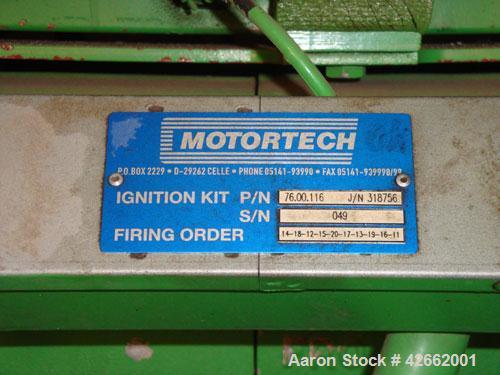 MOTORTECH
P.O. BOX 2229 • D-29262 CELLE • PHONE 05141-93990 • FAX 05141-939990/99
IGNITION KIT P/N 76.00.116 J/N 318756
S/N 049
FIRING ORDER 14-18-12-15-20-17-13-19-16-11
Aaron Stock # 42662001